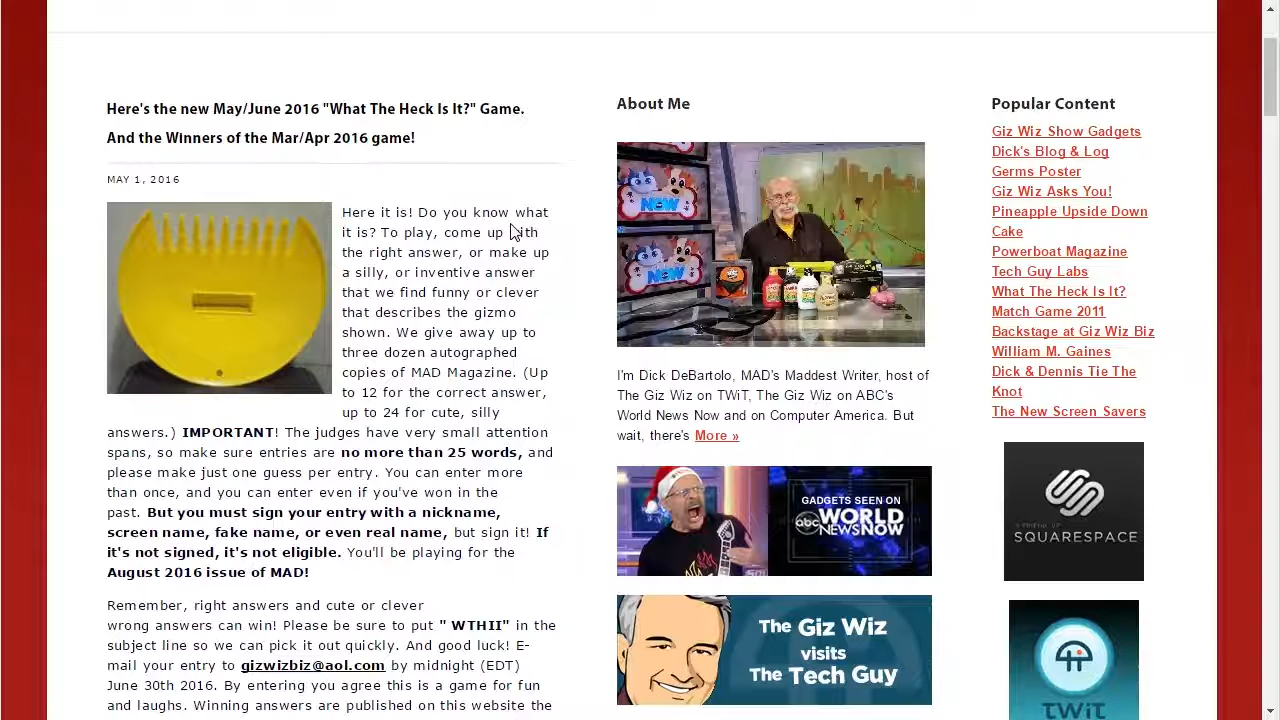 Here's the new May/June 2016 "What The Heck Is It?" Game.
And the Winners of the Mar/Apr 2016 game!
MAY 1, 2016
Here it is! Do you know what
it is? To play, come up with
the right answer, or make up
a silly, or inventive answer
that we find funny or clever
that describes the gizmo
shown. We give away up to
three dozen autographed
copies of MAD Magazine. (Up
to 12 for the correct answer,
up to 24 for cute, silly
answers.) IMPORTANT! The judges have very small attention
spans, so make sure entries are no more than 25 words, and
please make just one guess per entry. You can enter more
than once, and you can enter even if you've won in the
past. But you must sign your entry with a nickname,
screen name, fake name, or even real name, but sign it! If
it's not signed, it's not eligible. You'll be playing for the
August 2016 issue of MAD!
Remember, right answers and cute or clever
wrong answers can win! Please be sure to put " WTHII" in the
subject line so we can pick it out quickly. And good luck! E-
mail your entry to gizwizbiz@aol.com by midnight (EDT)
June 30th 2016. By entering you agree this is a game for fun
and laughs. Winning answers are published on this website the
About Me
NOW
NOW
I'm Dick DeBartolo, MAD's Maddest Writer, host of
The Giz Wiz on TWiT, The Giz Wiz on ABC's
World News Now and on Computer America. But
wait, there's More »
GADGETS SEEN ON
abc WORLD
NEWS NOW
The Giz Wiz
visits
The Tech Guy
Popular Content
Giz Wiz Show Gadgets
Dick's Blog & Log
Germs Poster
Giz Wiz Asks You!
Pineapple Upside Down
Cake
Powerboat Magazine
Tech Guy Labs
What The Heck Is It?
Match Game 2011
Backstage at Giz Wiz Biz
William M. Gaines
Dick & Dennis Tie The
Knot
The New Screen Savers
A FRIEND OF
SQUARESPACE
TWiT